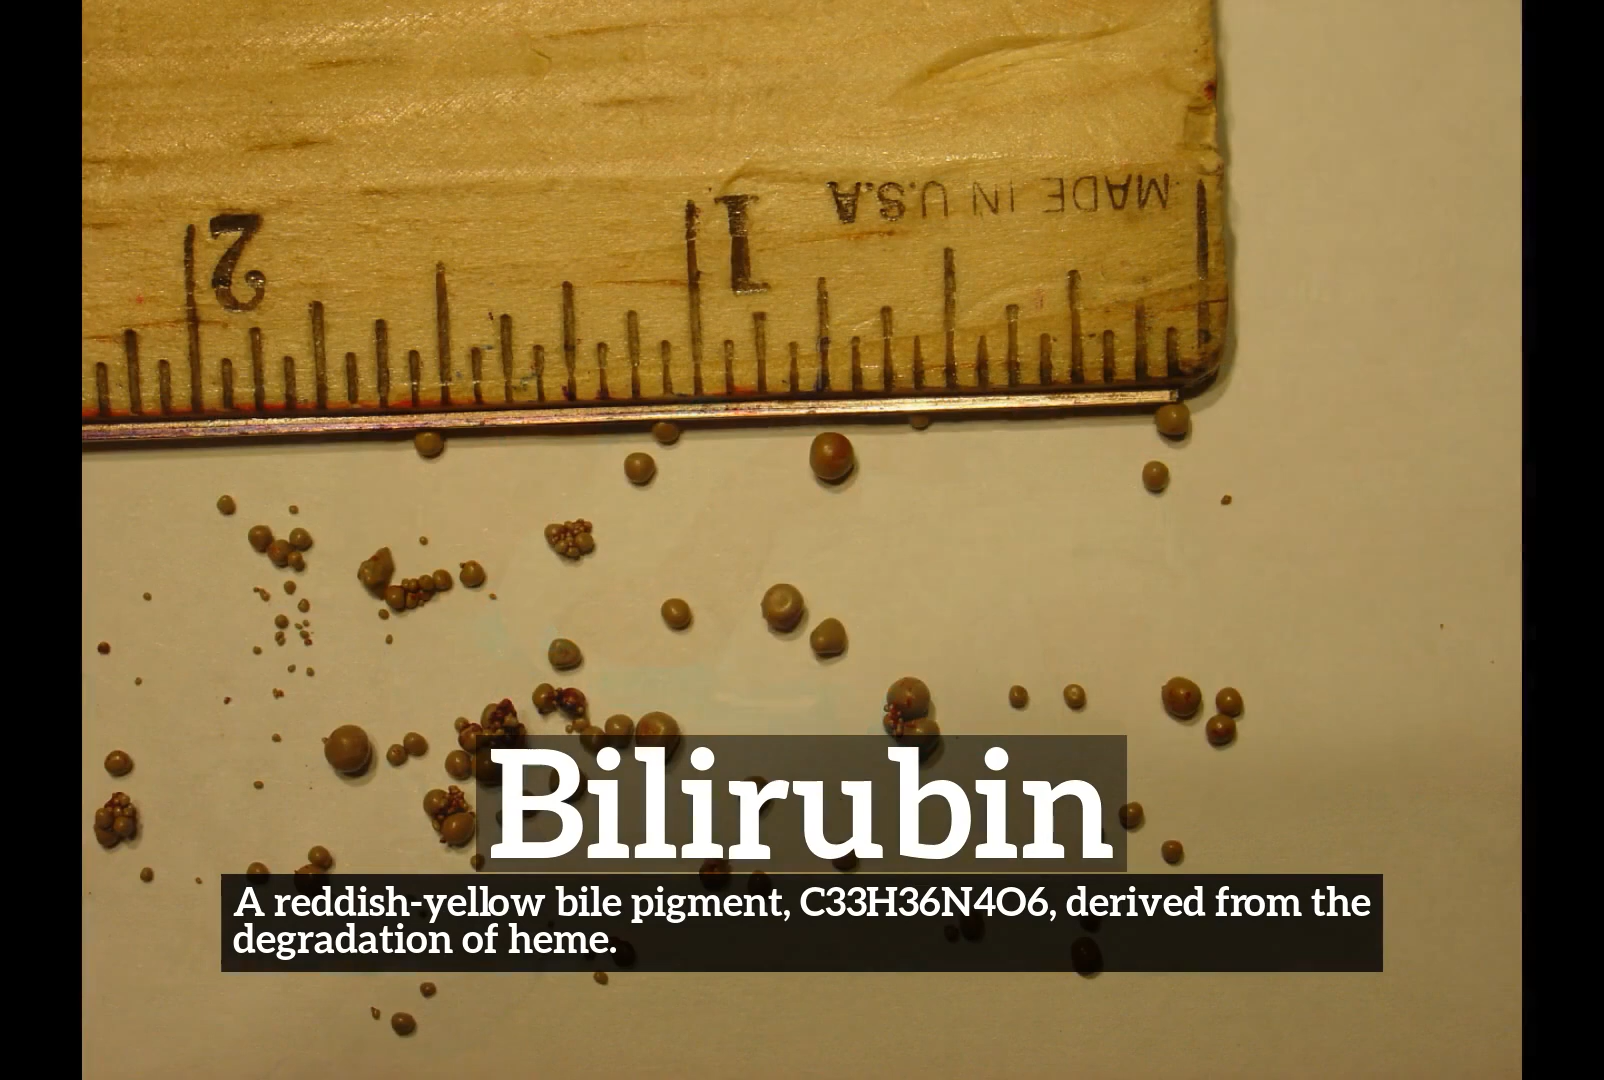 MADE IN U.S.A
2 1
Bilirubin
A reddish-yellow bile pigment, C33H36N4O6, derived from the
degradation of heme.